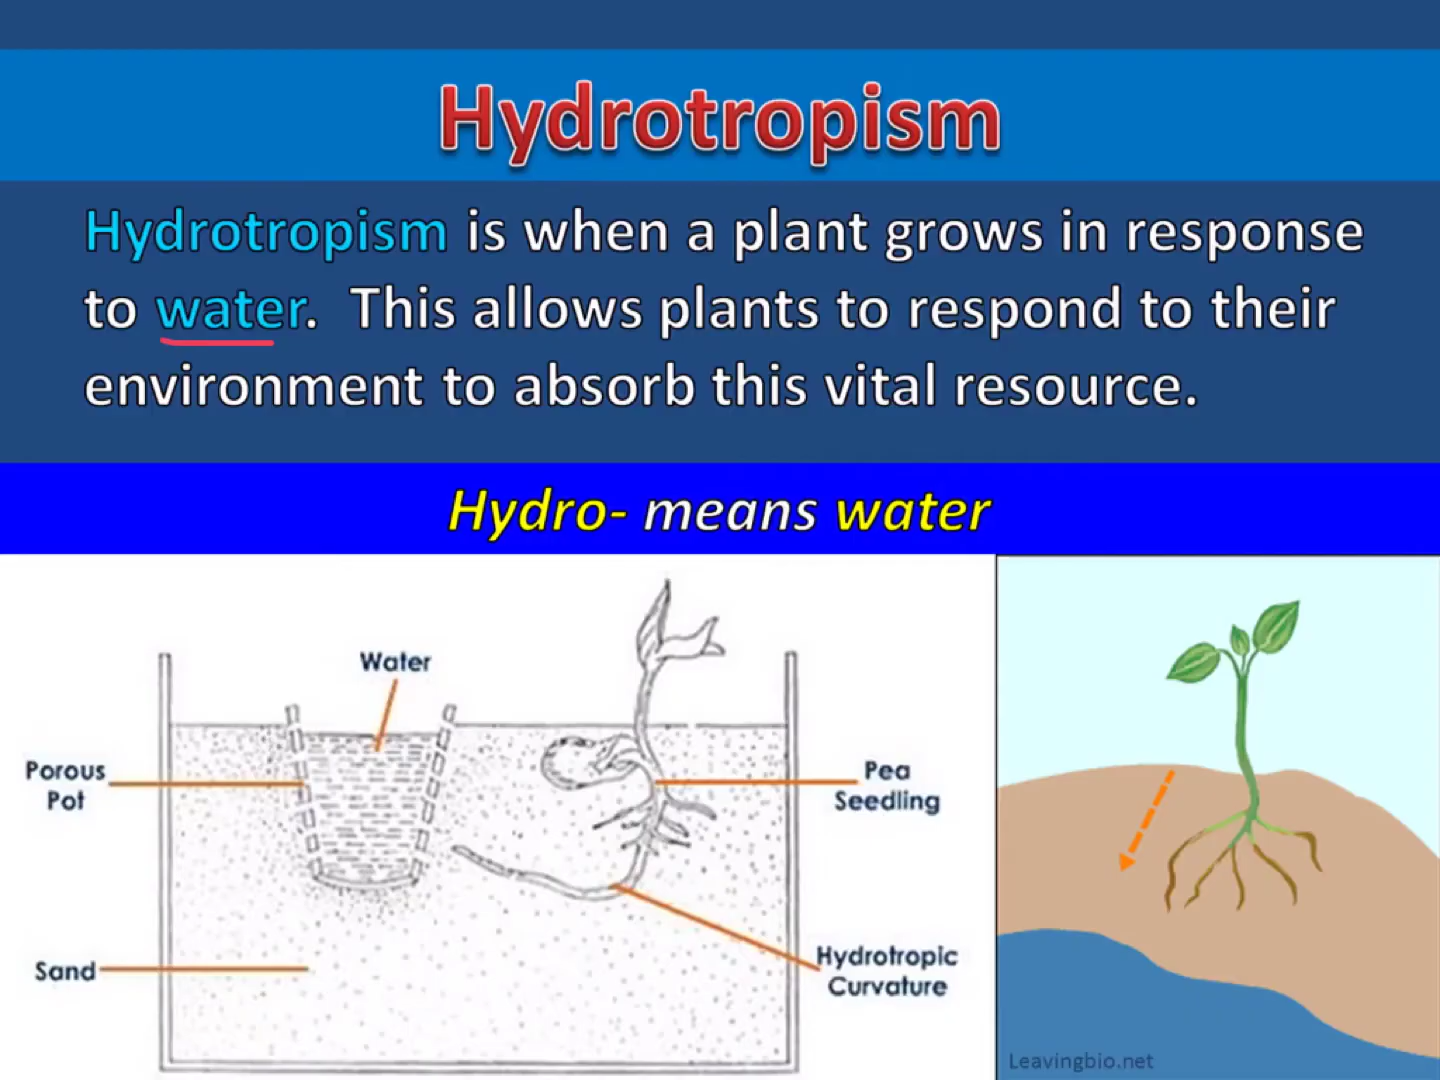 Hydrotropism
Hydrotropism is when a plant grows in response
to water. This allows plants to respond to their
environment to absorb this vital resource.
Hydro- means water
Water
Porous
Pot
Pea
Seedling
Sand
Hydrotropic
Curvature
Leavingbio.net